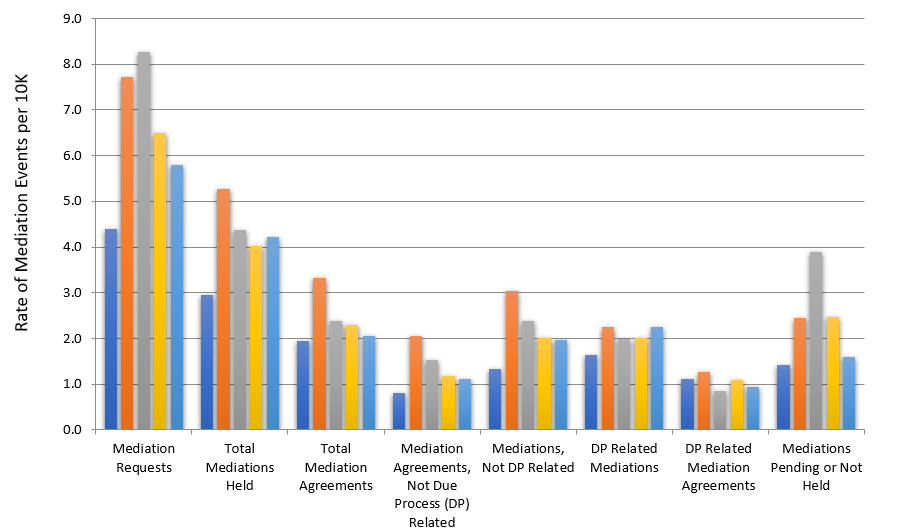 Rate of Mediation Events per 10K
9.0
8.0
7.0
6.0
5.0
4.0
3.0
2.0
1.0
0.0
Mediation
Requests
Total
Mediations
Held
Total
Mediation
Agreements
Mediation
Agreements,
Not Due
Process (DP)
Related
Mediations,
Not DP Related
DP Related
Mediations
DP Related
Mediation
Agreements
Mediations
Pending or Not
Held